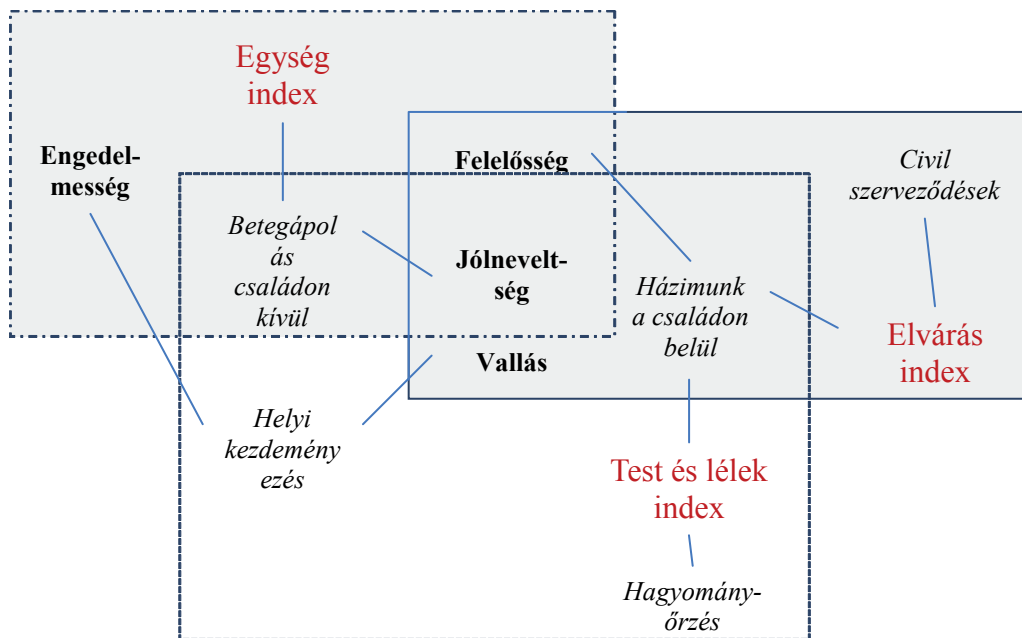 Egység
index
Engedel-
messég
Felelősség
Civil
szerveződések
Betegápol
ás
családon
kívül
Jólnevelt-
ség
Házimunk
a családon
belül
Elvárás
index
Vallás
Helyi
kezdemény
ezés
Test és lélek
index
Hagyomány-
őrzés